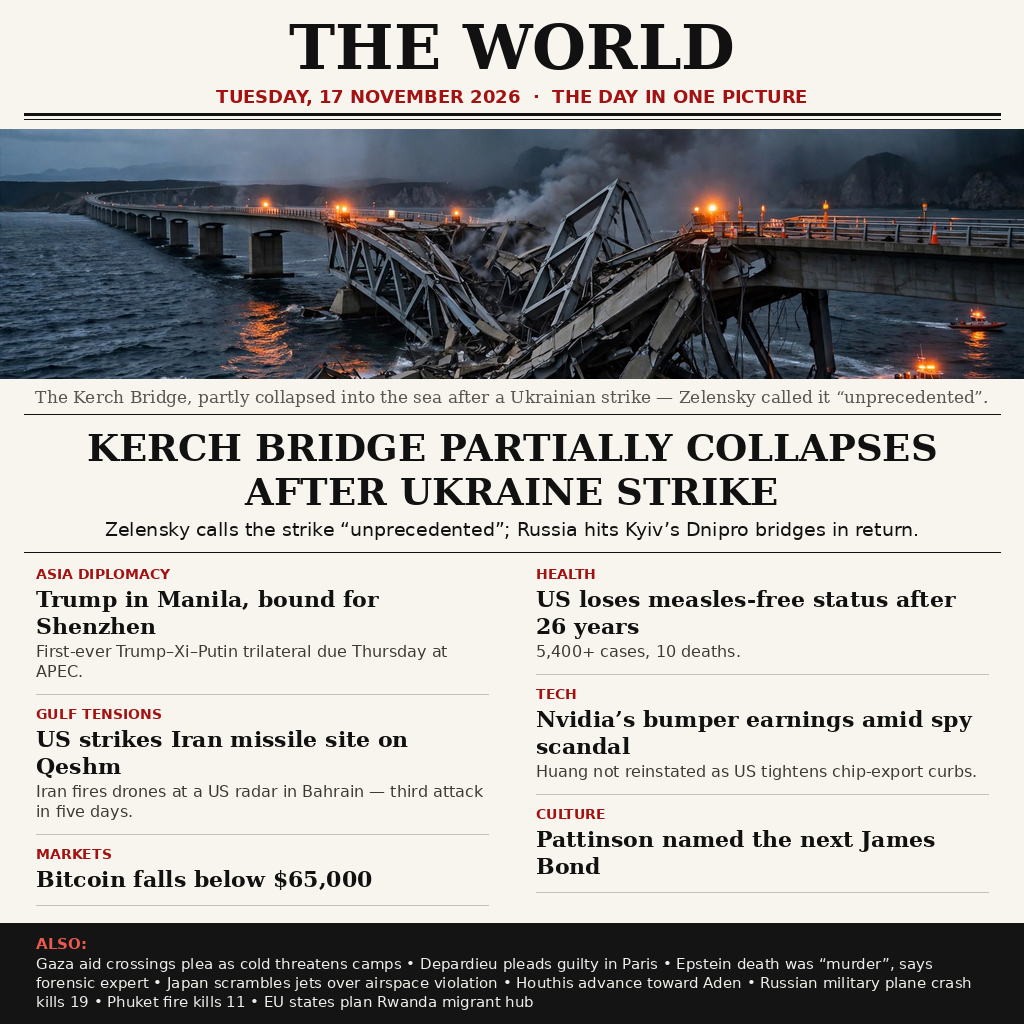 THE WORLD
TUESDAY, 17 NOVEMBER 2026 · THE DAY IN ONE PICTURE
The Kerch Bridge, partly collapsed into the sea after a Ukrainian strike — Zelensky called it “unprecedented”.
KERCH BRIDGE PARTIALLY COLLAPSES
AFTER UKRAINE STRIKE
Zelensky calls the strike “unprecedented”; Russia hits Kyiv’s Dnipro bridges in return.
ASIA DIPLOMACY
Trump in Manila, bound for
Shenzhen
First-ever Trump–Xi–Putin trilateral due Thursday at
APEC.
GULF TENSIONS
US strikes Iran missile site on
Qeshm
Iran fires drones at a US radar in Bahrain — third attack
in five days.
MARKETS
Bitcoin falls below $65,000
HEALTH
US loses measles-free status after
26 years
5,400+ cases, 10 deaths.
TECH
Nvidia’s bumper earnings amid spy
scandal
Huang not reinstated as US tightens chip-export curbs.
CULTURE
Pattinson named the next James
Bond
ALSO:
Gaza aid crossings plea as cold threatens camps • Depardieu pleads guilty in Paris • Epstein death was “murder”, says
forensic expert • Japan scrambles jets over airspace violation • Houthis advance toward Aden • Russian military plane crash
kills 19 • Phuket fire kills 11 • EU states plan Rwanda migrant hub